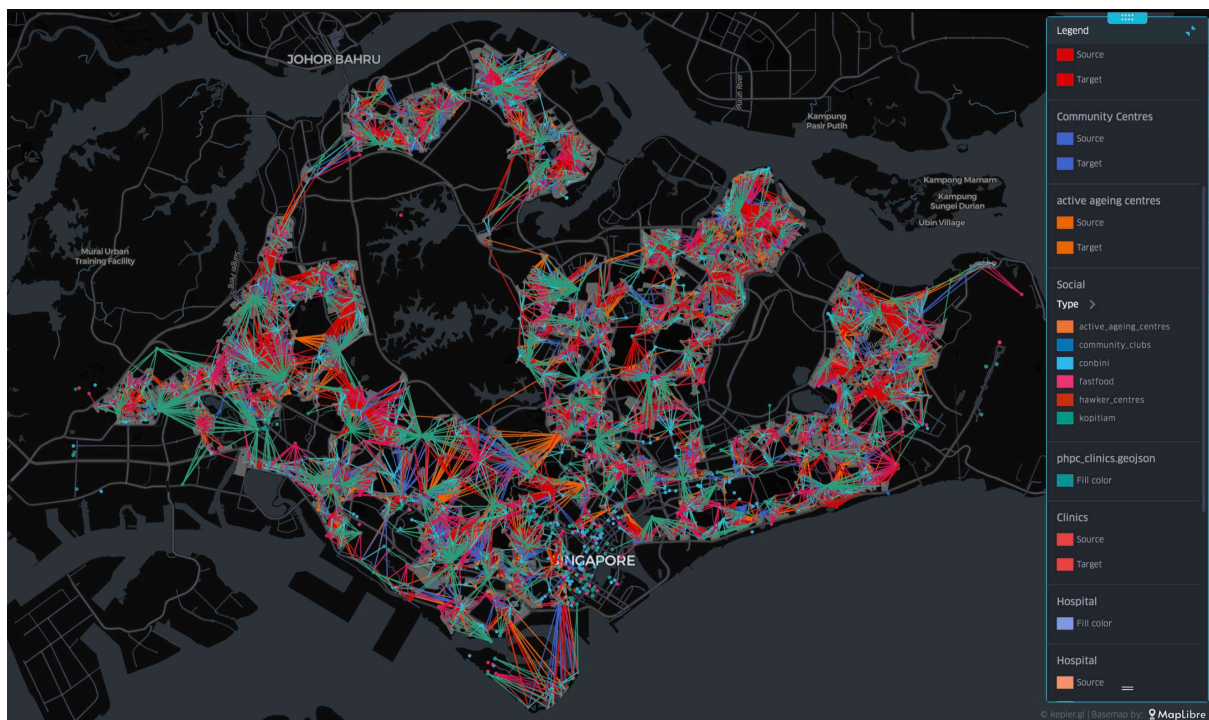 JOHOR BAHRU
Kampung
Pasir Putih
Kampong Mamam
Kampung
Sungei Durian
Ubin Village
Murai Urban
Training Facility
SINGAPORE
Legend
Source
Target
Community Centres
Source
Target
active ageing centres
Source
Target
Social
Type
active_ageing_centres
community_clubs
conbini
fastfood
hawker_centres
kopitiam
phpc_clinics.geojson
Fill color
Clinics
Source
Target
Hospital
Fill color
Hospital
Source
© kepler.gl | Basemap by: MapLibre